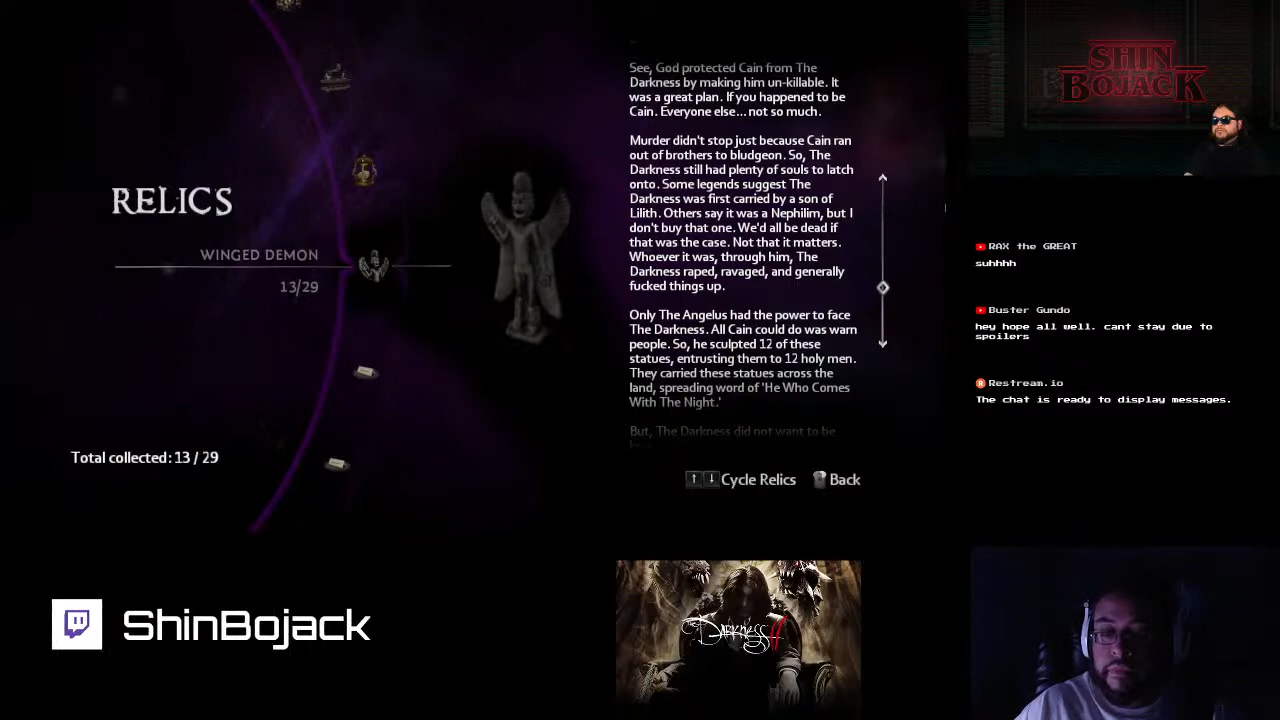 RELICS
WINGED DEMON
13/29
Total collected: 13 / 29
See, God protected Cain from The
Darkness by making him un-killable. It
was a great plan. If you happened to be
Cain. Everyone else... not so much.
Murder didn't stop just because Cain ran
out of brothers to bludgeon. So, The
Darkness still had plenty of souls to latch
onto. Some legends suggest The
Darkness was first carried by a son of
Lilith. Others say it was a Nephilim, but I
don't buy that one. We'd all be dead if
that was the case. Not that it matters.
Whoever it was, through him, The
Darkness raped, ravaged, and generally
fucked things up.
Only The Angelus had the power to face
The Darkness. All Cain could do was warn
people. So, he sculpted 12 of these
statues, entrusting them to 12 holy men.
They carried these statues across the
land, spreading word of 'He Who Comes
With The Night.'
But, The Darkness did not want to be
Cycle Relics
Back
SHIN
BOJACK
RAX the GREAT
suhhhh
Buster Gundo
hey hope all well. cant stay due to
spoilers
Restream.io
The chat is ready to display messages.
ShinBojack
Darkness II